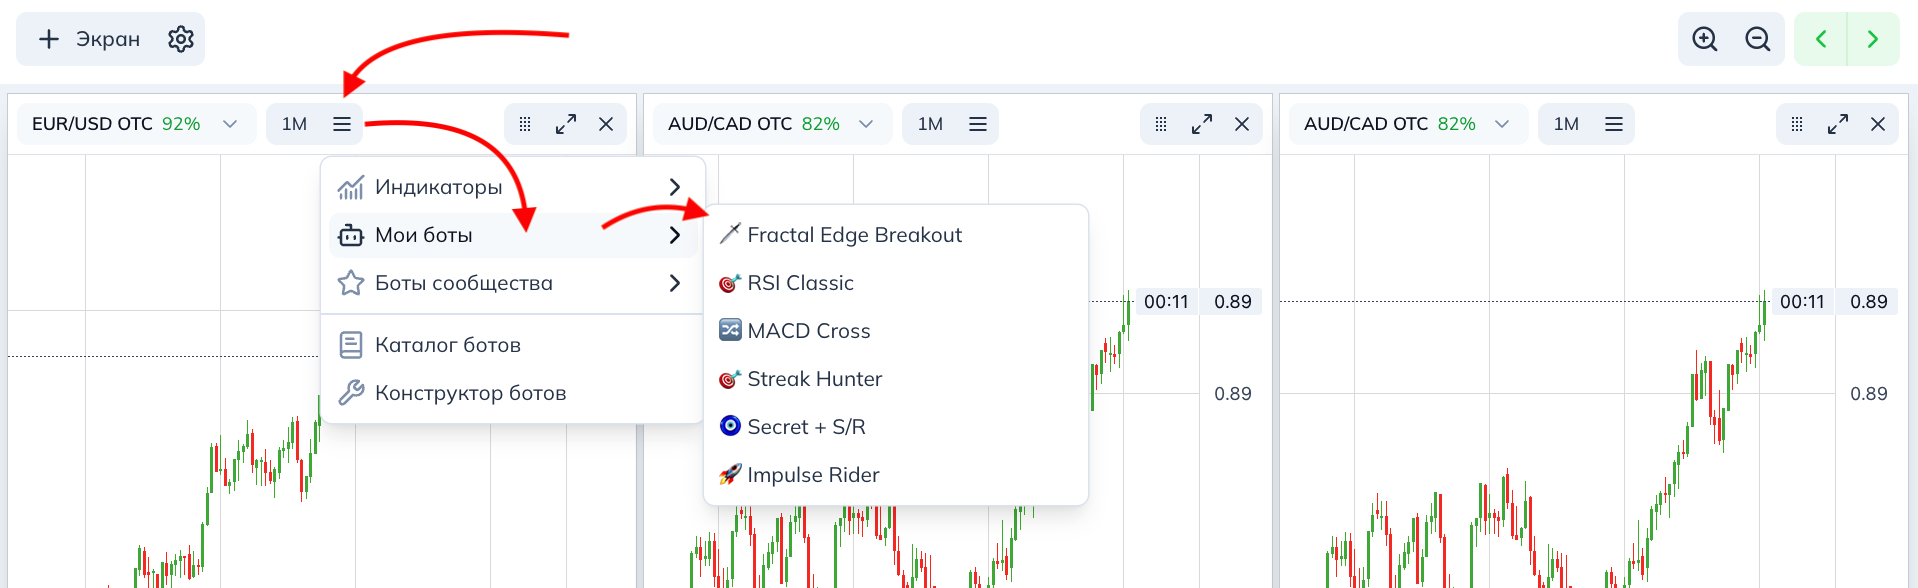 Экран
EUR/USD OTC 92%
1M
AUD/CAD OTC 82%
1M
AUD/CAD OTC 82%
1M
Индикаторы
Мои боты
Боты сообщества
Каталог ботов
Конструктор ботов
Fractal Edge Breakout
RSI Classic
MACD Cross
Streak Hunter
Secret + S/R
Impulse Rider
00:11 0.89
0.89
00:11 0.89
0.89